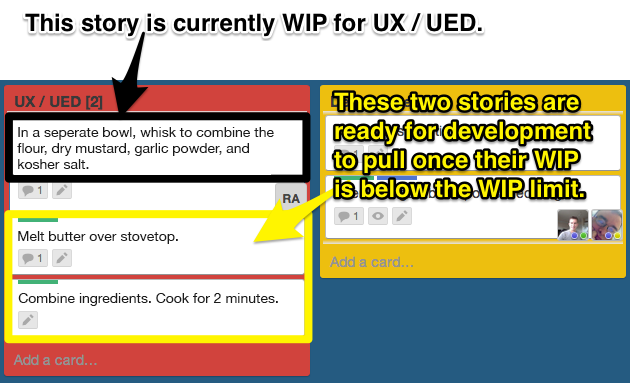 This story is currently WIP for UX / UED.
UX / UED [2]
In a seperate bowl, whisk to combine the
flour, dry mustard, garlic powder, and
kosher salt.
1
RA
Melt butter over stovetop.
1
Combine ingredients. Cook for 2 minutes.
Add a card...
These two stories are
ready for development
to pull once their WIP
is below the WIP limit.
1
Add a card...